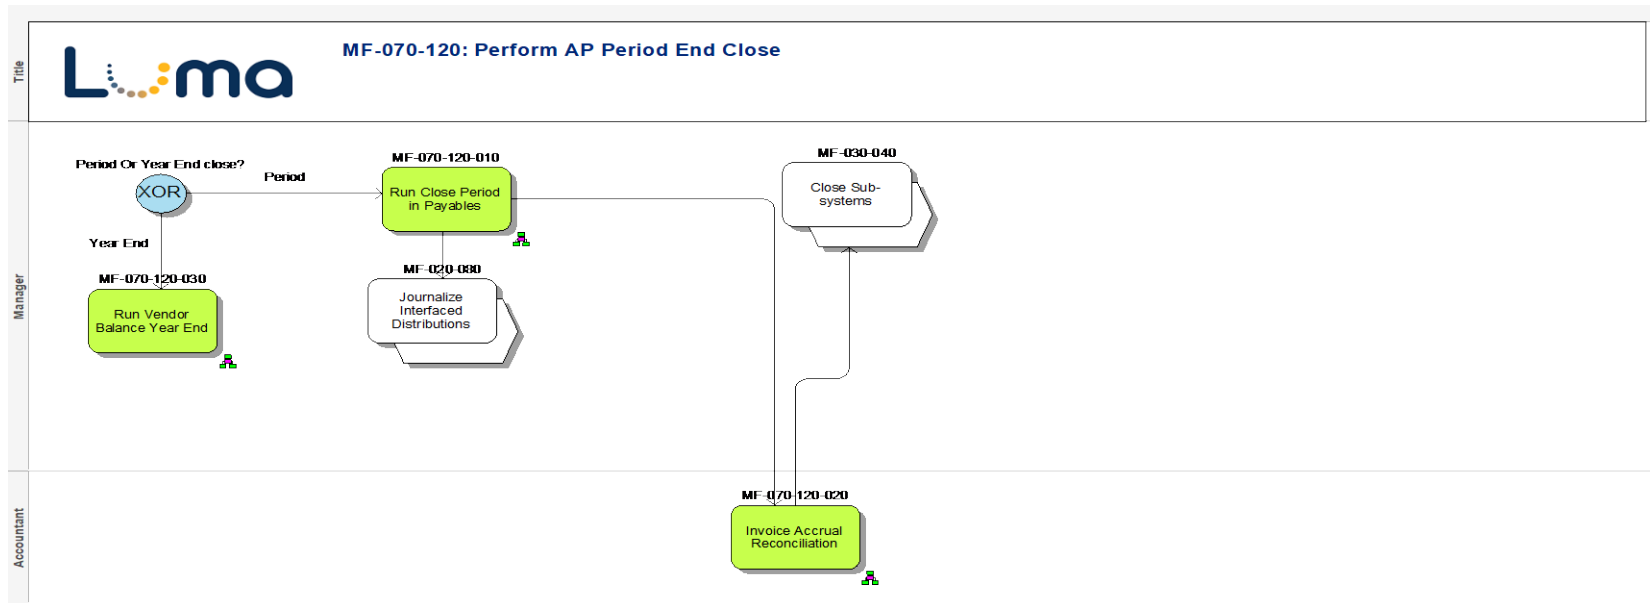 Title
Luma
MF-070-120: Perform AP Period End Close
Manager
Period Or Year End close?
XOR
Period
Year End
MF-070-120-030
Run Vendor
Balance Year End
MF-070-120-010
Run Close Period
in Payables
MF-020-080
Journalize
Interfaced
Distributions
MF-030-040
Close Sub-
systems
Accountant
MF-070-120-020
Invoice Accrual
Reconciliation